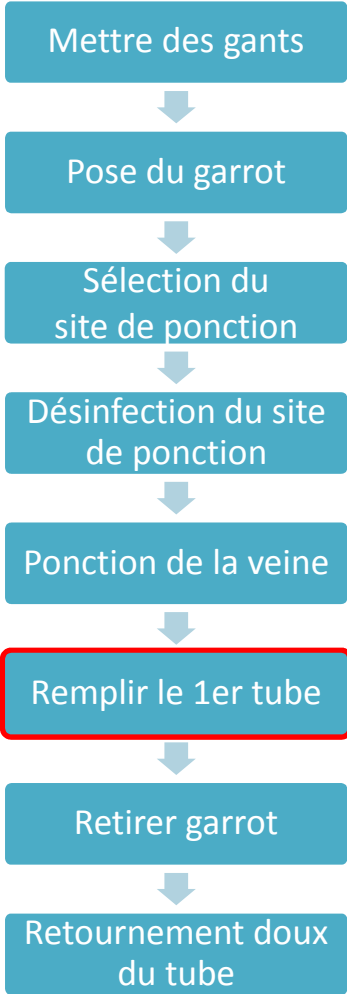 Mettre des gants
Pose du garrot
Sélection du
site de ponction
Désinfection du site
de ponction
Ponction de la veine
Remplir le 1er tube
Retirer garrot
Retournement doux
du tube